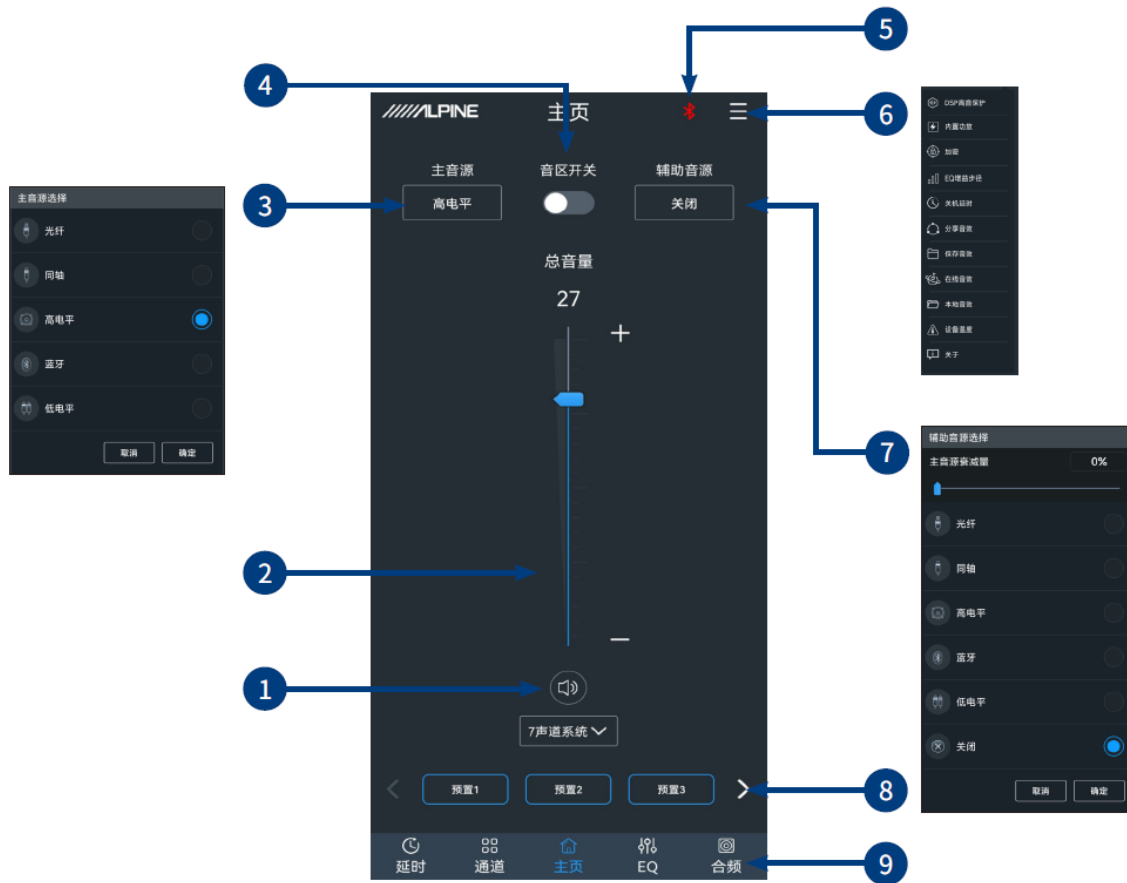 5
4
/////ALPINE 主页
6
DSP高音保护
内置功放
加密
EQ增益步径
关机延时
分享音效
保存音效
在线音效
本地音效
设备温度
关于
主音源选择
光纤
同轴
高电平
蓝牙
低电平
取消 确定
3
主音源 音区开关 辅助音源
高电平 关闭
总音量
27
+
−
2
1
7声道系统
预置1 预置2 预置3
8
延时 通道 主页 EQ 合频
9
7
辅助音源选择
主音源衰减量 0%
光纤
同轴
高电平
蓝牙
低电平
关闭
取消 确定